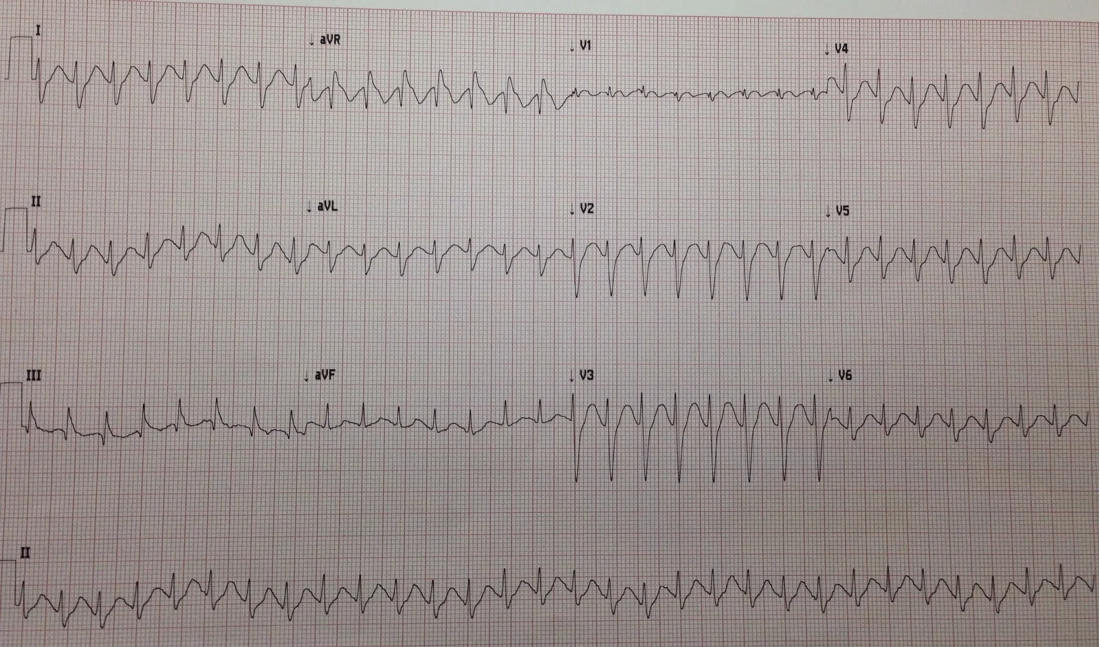 I ↓ aVR ↓ V1 ↓ V4
II ↓ aVL ↓ V2 ↓ V5
III ↓ aVF ↓ V3 ↓ V6
II